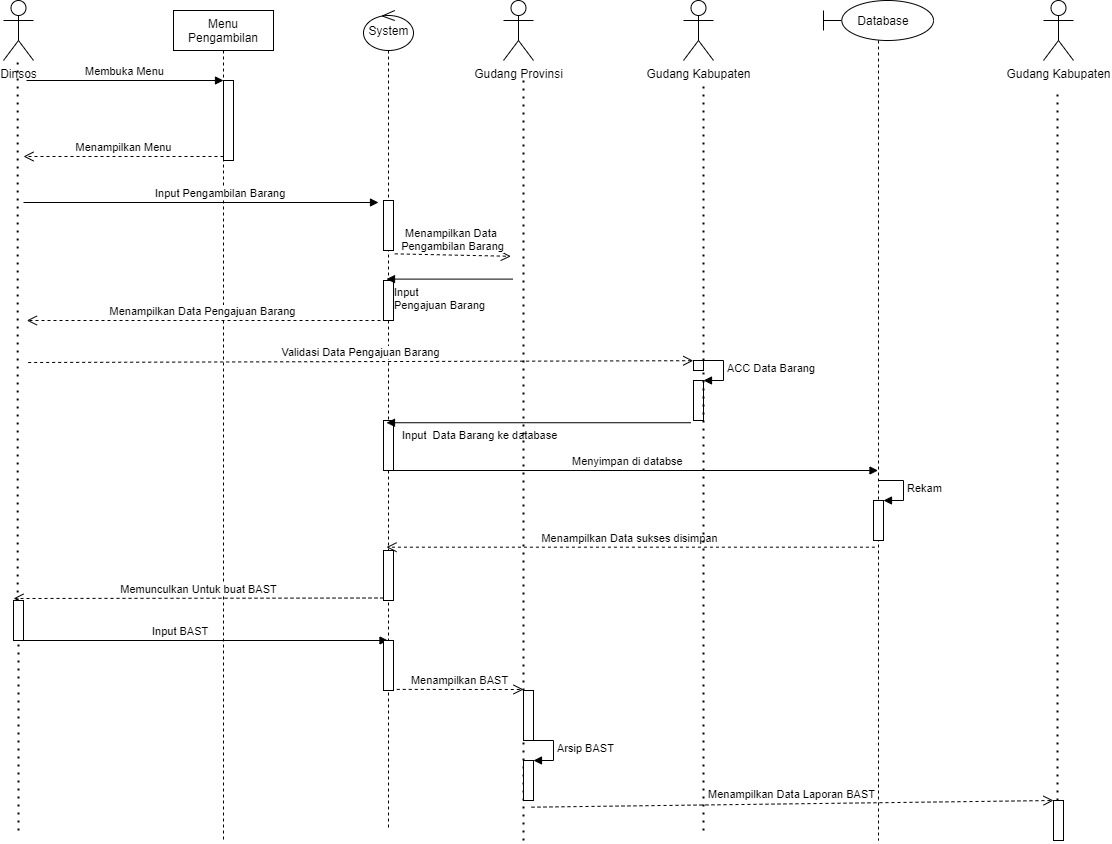 Menu
Pengambilan
System
Database
Dinsos
Gudang Provinsi
Gudang Kabupaten
Gudang Kabupaten
Membuka Menu
Menampilkan Menu
Input Pengambilan Barang
Menampilkan Data
Pengambilan Barang
Input
Pengajuan Barang
Menampilkan Data Pengajuan Barang
Validasi Data Pengajuan Barang
ACC Data Barang
Input Data Barang ke database
Menyimpan di databse
Rekam
Menampilkan Data sukses disimpan
Memunculkan Untuk buat BAST
Input BAST
Menampilkan BAST
Arsip BAST
Menampilkan Data Laporan BAST